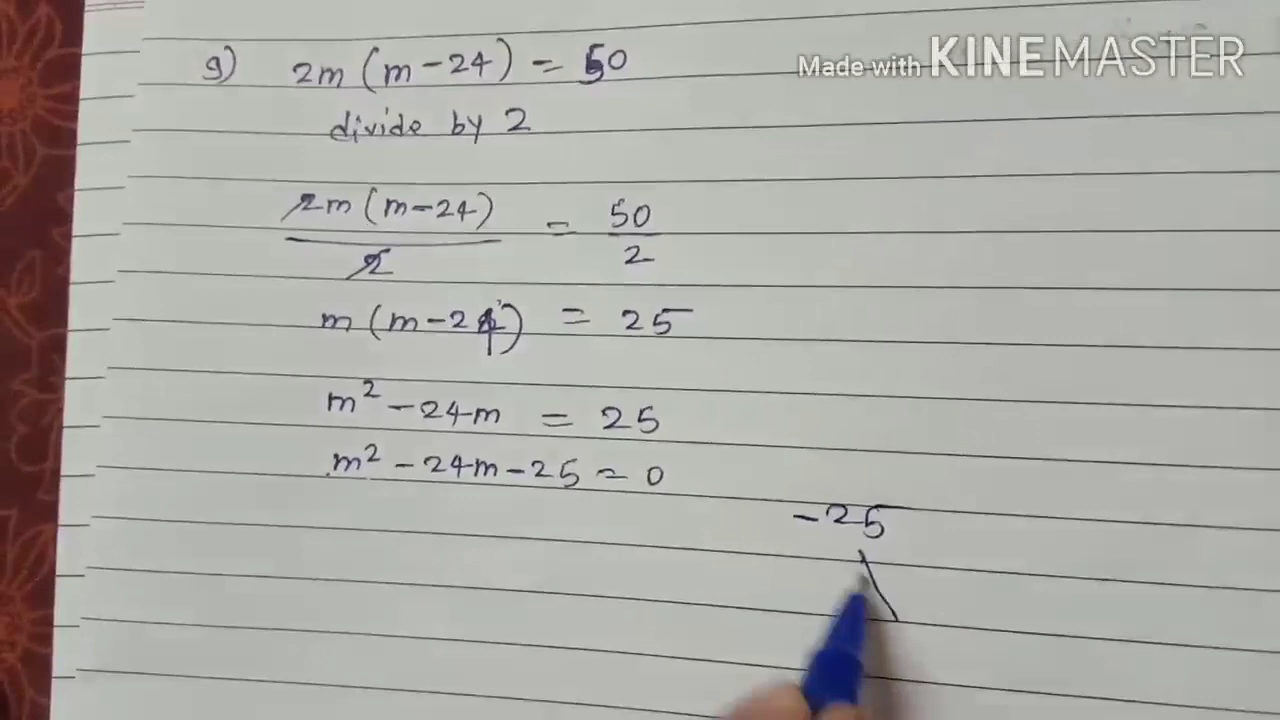 Made with KINEMASTER
9) 2m (m - 24) = 50
divide by 2
2m (m - 24) / 2 = 50 / 2
m (m - 24) = 25
m² - 24m = 25
m² - 24m - 25 = 0
-25